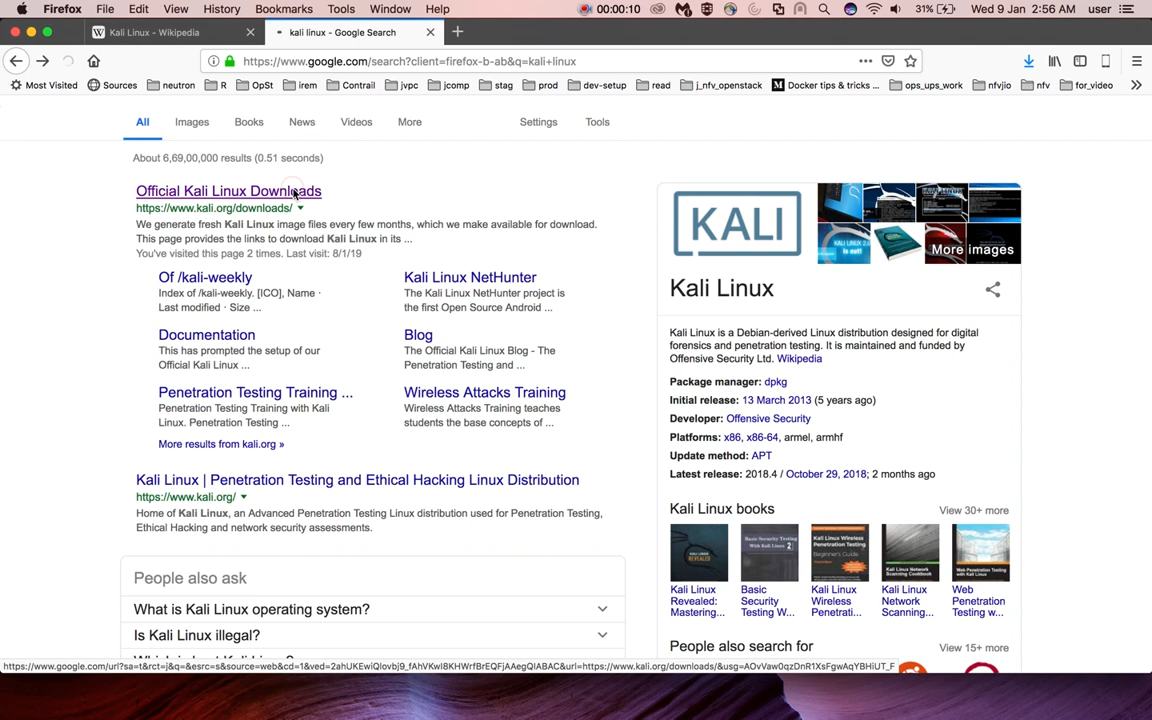 Firefox File Edit View History Bookmarks Tools Window Help 00:00:10 31% Wed 9 Jan 2:56 AM user
W Kali Linux - Wikipedia kali linux - Google Search
https://www.google.com/search?client=firefox-b-ab&q=kali+linux
Most Visited Sources neutron R OpSt irem Contrail jvpc jcomp stag prod dev-setup read j_nfv_openstack M Docker tips & tricks ... ops_ups_work nfvjio nfv for_video
All Images Books News Videos More Settings Tools
About 6,69,00,000 results (0.51 seconds)
Official Kali Linux Downloads
https://www.kali.org/downloads/
We generate fresh Kali Linux image files every few months, which we make available for download.
This page provides the links to download Kali Linux in its ...
You've visited this page 2 times. Last visit: 8/1/19
Of /kali-weekly
Index of /kali-weekly. [ICO], Name ·
Last modified · Size ...
Kali Linux NetHunter
The Kali Linux NetHunter project is
the first Open Source Android ...
Documentation
This has prompted the setup of our
Official Kali Linux ...
Blog
The Official Kali Linux Blog - The
Penetration Testing and ...
Penetration Testing Training ...
Penetration Testing Training with Kali
Linux. Penetration Testing ...
Wireless Attacks Training
Wireless Attacks Training teaches
students the base concepts of ...
More results from kali.org »
Kali Linux | Penetration Testing and Ethical Hacking Linux Distribution
https://www.kali.org/
Home of Kali Linux, an Advanced Penetration Testing Linux distribution used for Penetration Testing,
Ethical Hacking and network security assessments.
People also ask
What is Kali Linux operating system?
Is Kali Linux illegal?
KALI
More images
Kali Linux
Kali Linux is a Debian-derived Linux distribution designed for digital
forensics and penetration testing. It is maintained and funded by
Offensive Security Ltd. Wikipedia
Package manager: dpkg
Initial release: 13 March 2013 (5 years ago)
Developer: Offensive Security
Platforms: x86, x86-64, armel, armhf
Update method: APT
Latest release: 2018.4 / October 29, 2018; 2 months ago
Kali Linux books View 30+ more
Kali Linux
Revealed:
Mastering...
Basic
Security
Testing W...
Kali Linux
Wireless
Penetrati...
Kali Linux
Network
Scanning...
Web
Penetration
Testing w...
People also search for View 15+ more